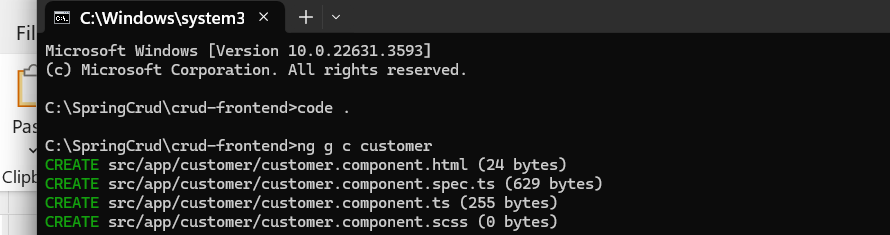 C:\Windows\system3
Fil
Microsoft Windows [Version 10.0.22631.3593]
(c) Microsoft Corporation. All rights reserved.
C:\SpringCrud\crud-frontend>code .
Pas
C:\SpringCrud\crud-frontend>ng g c customer
CREATE src/app/customer/customer.component.html (24 bytes)
Clipb
CREATE src/app/customer/customer.component.spec.ts (629 bytes)
CREATE src/app/customer/customer.component.ts (255 bytes)
CREATE src/app/customer/customer.component.scss (0 bytes)